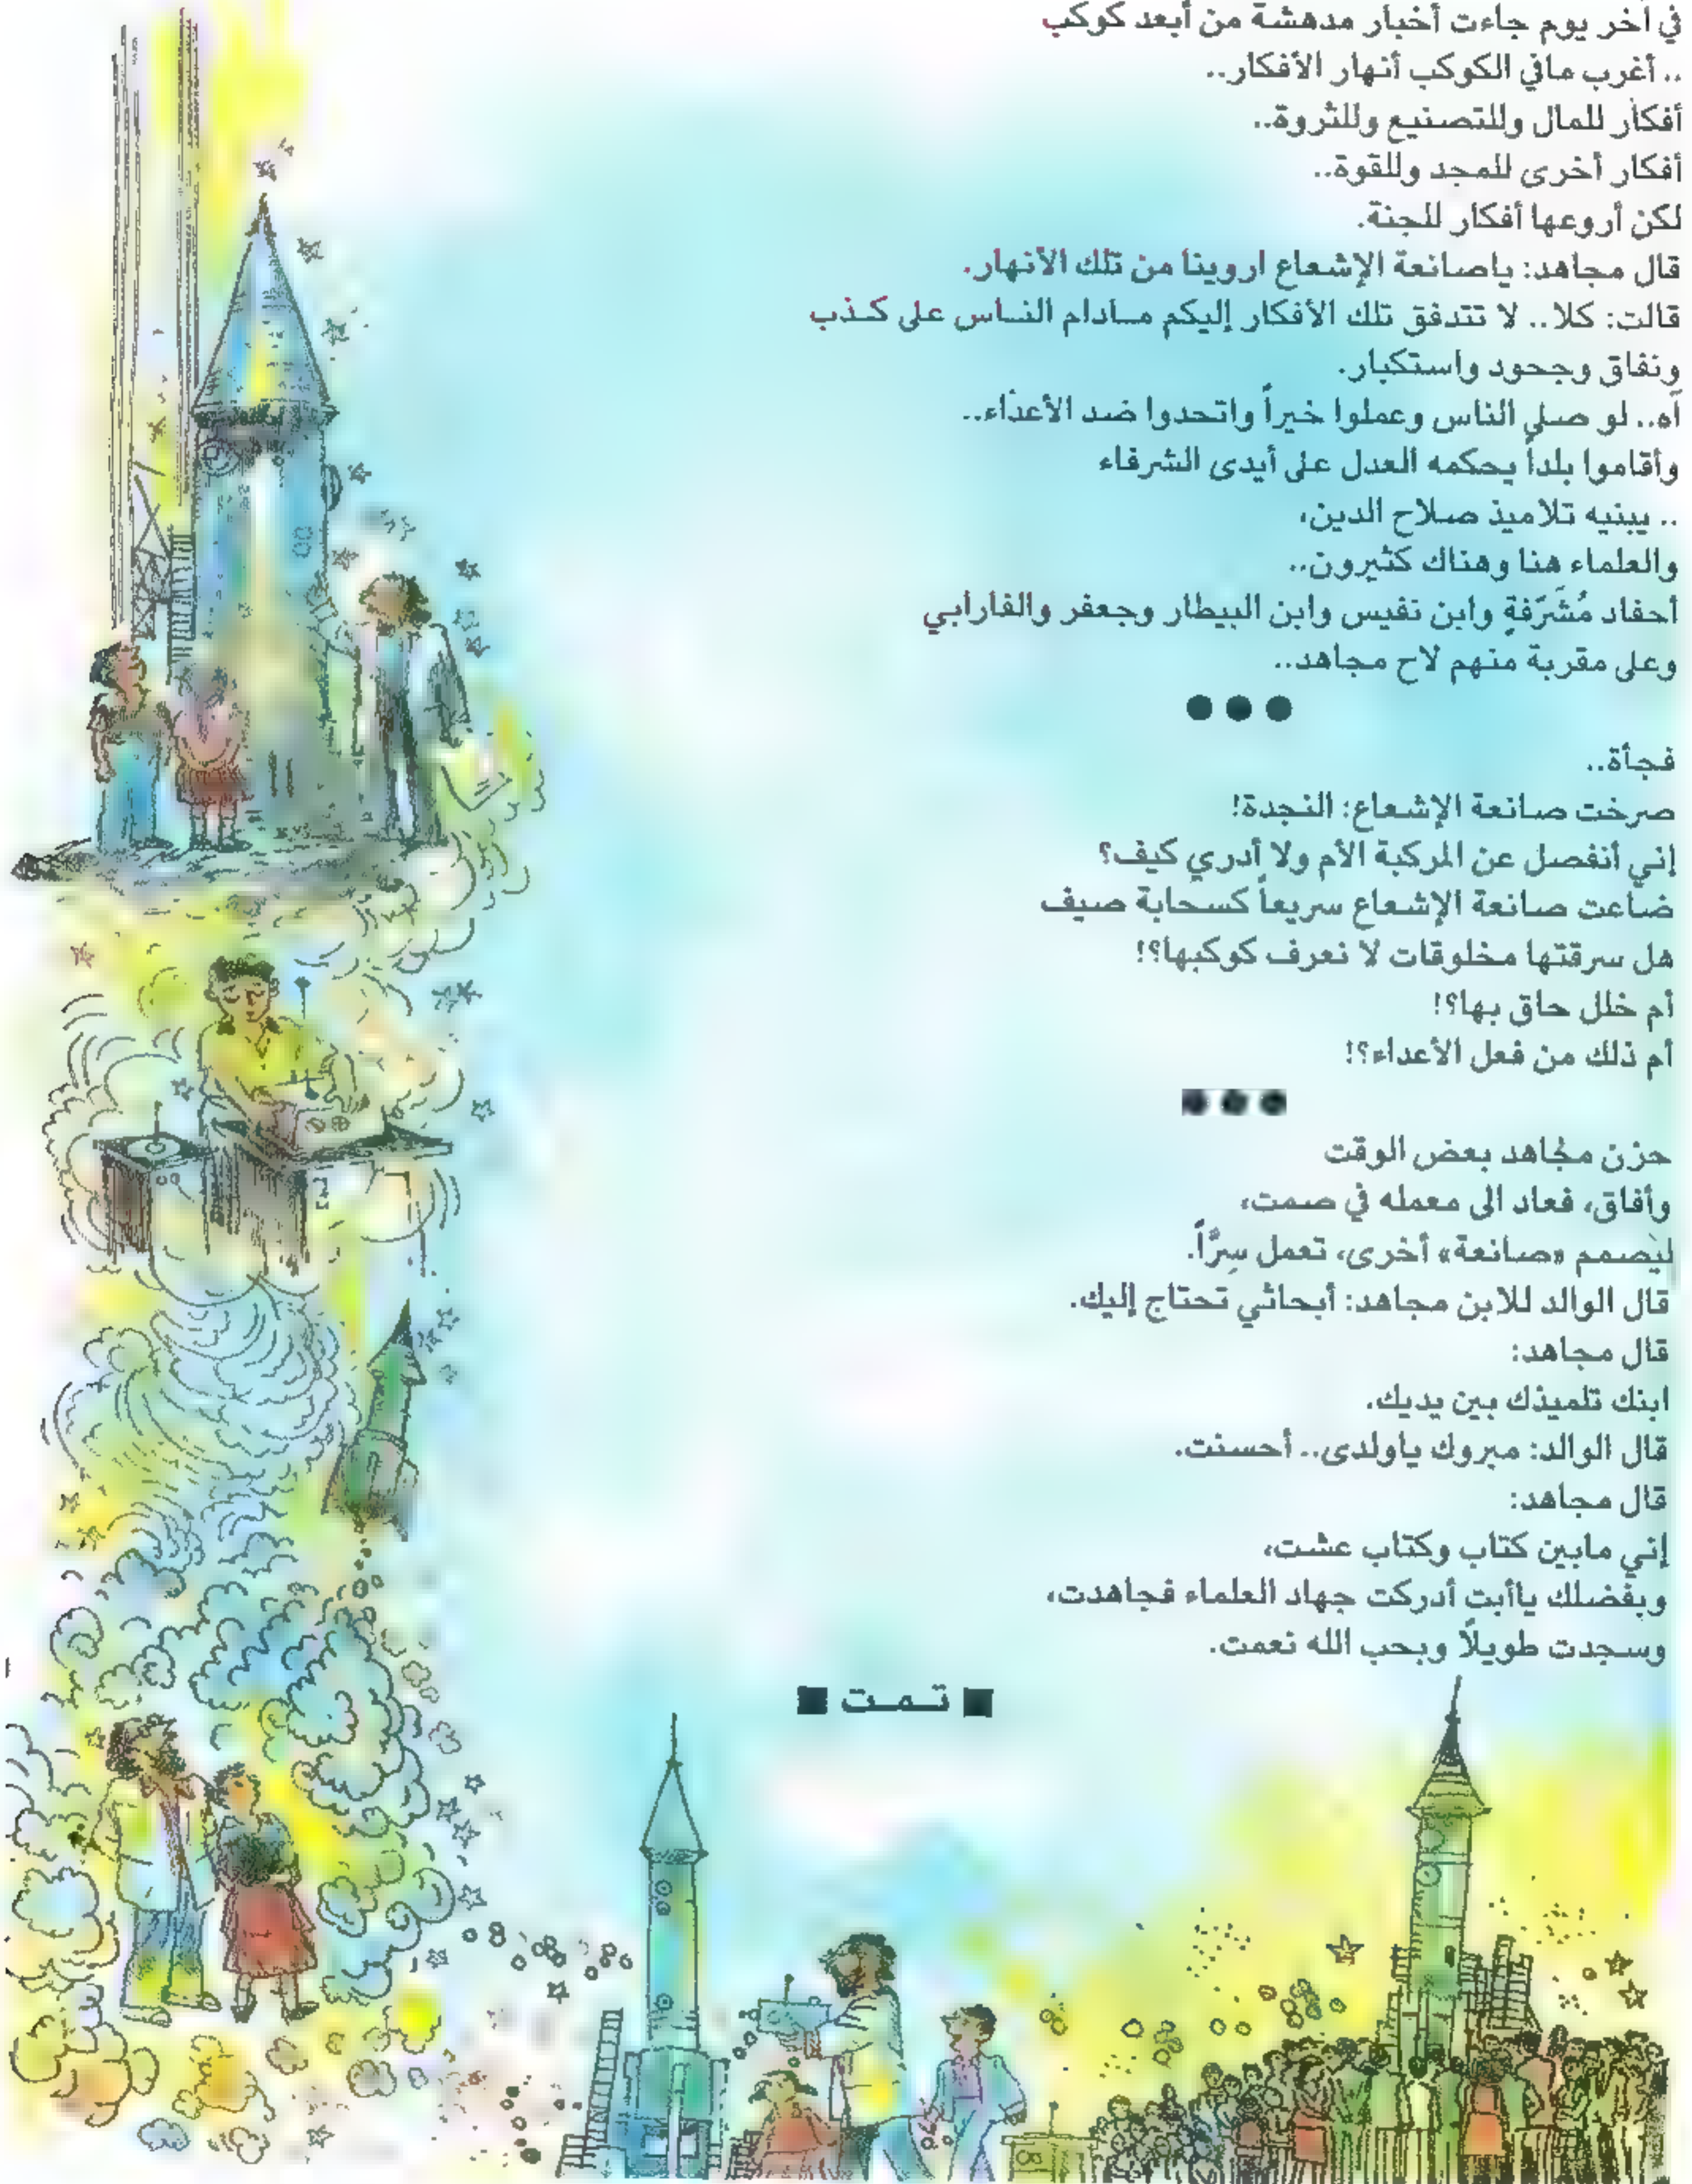 في آخر يوم جاءت أخبار مدهشة من أبعد كوكب
.. أغرب مافي الكوكب أنهار الأفكار..
أفكار للمال وللتصنيع وللثروة..
أفكار أخرى للمجد وللقوة..
لكن أروعها أفكار للجنة.
قال مجاهد: ياصانعة الإشعاع اروينا من تلك الأنهار.
قالت: كلا.. لا تتدفق تلك الأفكار إليكم مادام الناس على كذب
ونفاق وجحود واستكبار.
آه.. لو صلى الناس وعملوا خيراً واتحدوا ضد الأعداء..
وأقاموا بلداً يحكمه العدل على أيدى الشرفاء
.. يبنيه تلاميذ صلاح الدين،
والعلماء هنا وهناك كثيرون..
أحفاد مُشَرّفةٍ وابن نفيس وابن البيطار وجعفر والفارابي
وعلى مقربة منهم لاح مجاهد..
●●●
فجأة..
صرخت صانعة الإشعاع: النجدة!
إني أنفصل عن المركبة الأم ولا أدري كيف؟
ضاعت صانعة الإشعاع سريعاً كسحابة صيف
هل سرقتها مخلوقات لا نعرف كوكبها؟!
أم خلل حاق بها؟!
أم ذلك من فعل الأعداء؟!
●●●
حزن مجاهد بعض الوقت
وأفاق، فعاد الى معمله في صمت،
ليُصمم «صانعة» أخرى، تعمل سِرّاً.
قال الوالد للابن مجاهد: أبحاثي تحتاج إليك.
قال مجاهد:
ابنك تلميذك بين يديك.
قال الوالد: مبروك ياولدى.. أحسنت.
قال مجاهد:
إني مابين كتاب وكتاب عشت،
وبفضلك ياأبت أدركت جهاد العلماء فجاهدت،
وسجدت طويلاً وبحب الله نعمت.
■ تـمـت ■